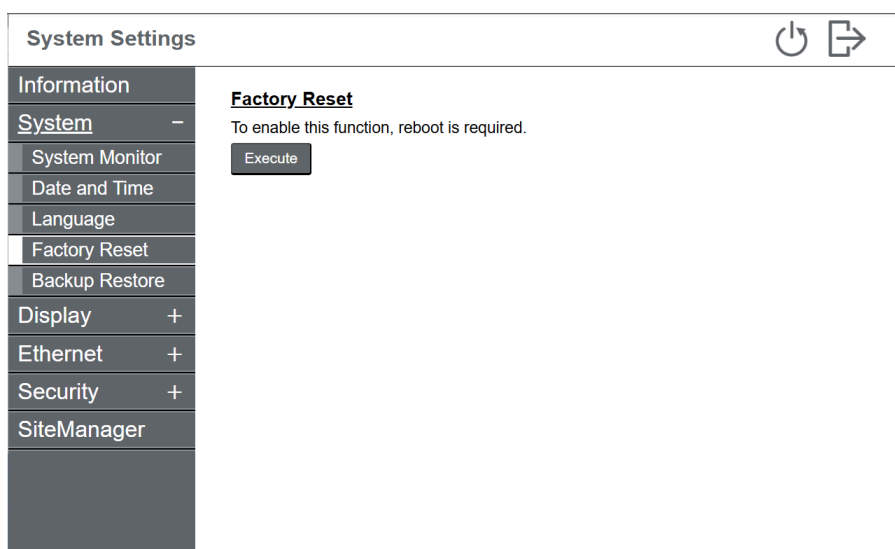 System Settings
Information
System −
System Monitor
Date and Time
Language
Factory Reset
Backup Restore
Display +
Ethernet +
Security +
SiteManager
Factory Reset
To enable this function, reboot is required.
Execute